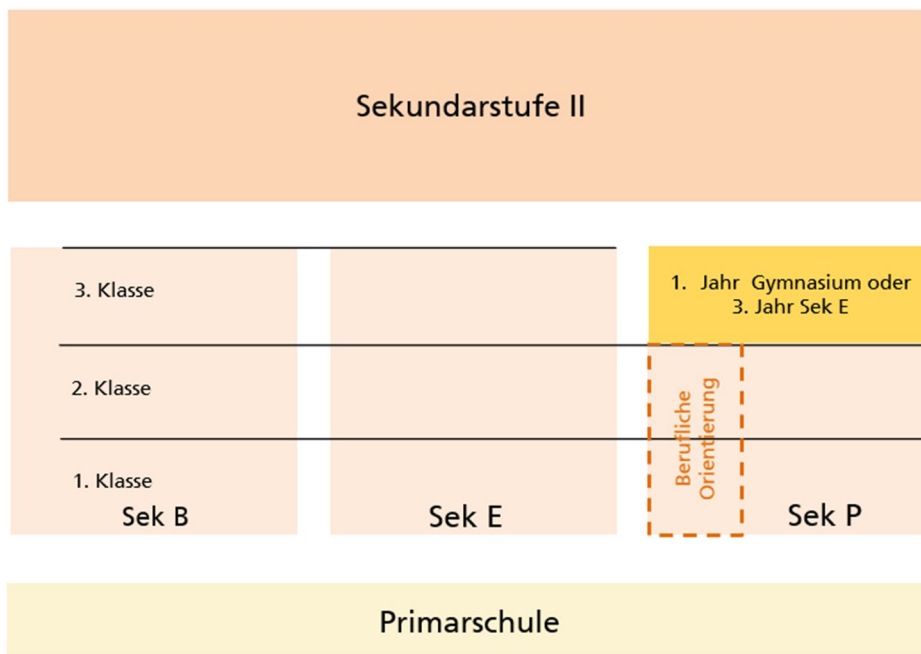 Sekundarstufe II
3. Klasse
1. Jahr Gymnasium oder
3. Jahr Sek E
2. Klasse
1. Klasse
Berufliche
Orientierung
Sek B
Sek E
Sek P
Primarschule